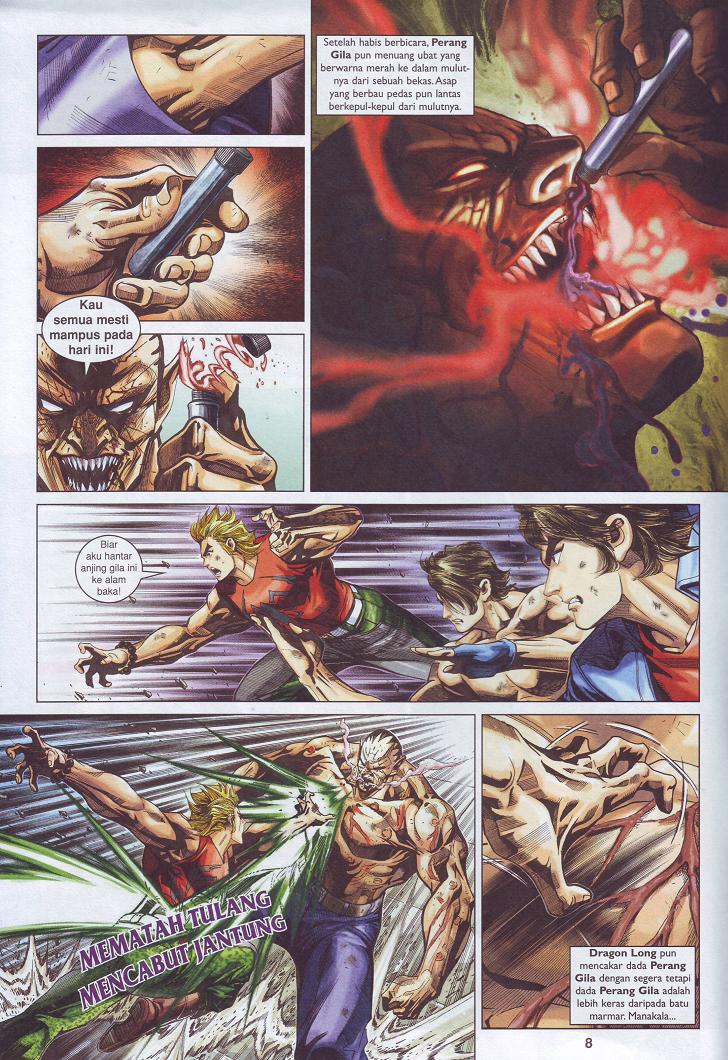 Setelah habis berbicara, Perang
Gila pun menuang ubat yang
berwarna merah ke dalam mulut-
nya dari sebuah bekas. Asap
yang berbau pedas pun lantas
berkepul-kepul dari mulutnya.
Kau
semua mesti
mampus pada
hari ini!
Biar
aku hantar
anjing gila ini
ke alam
baka!
MEMATAH TULANG
MENCABUT JANTUNG
Dragon Long pun
mencakar dada Perang
Gila dengan segera tetapi
dada Perang Gila adalah
lebih keras daripada batu
marmar. Manakala...
8